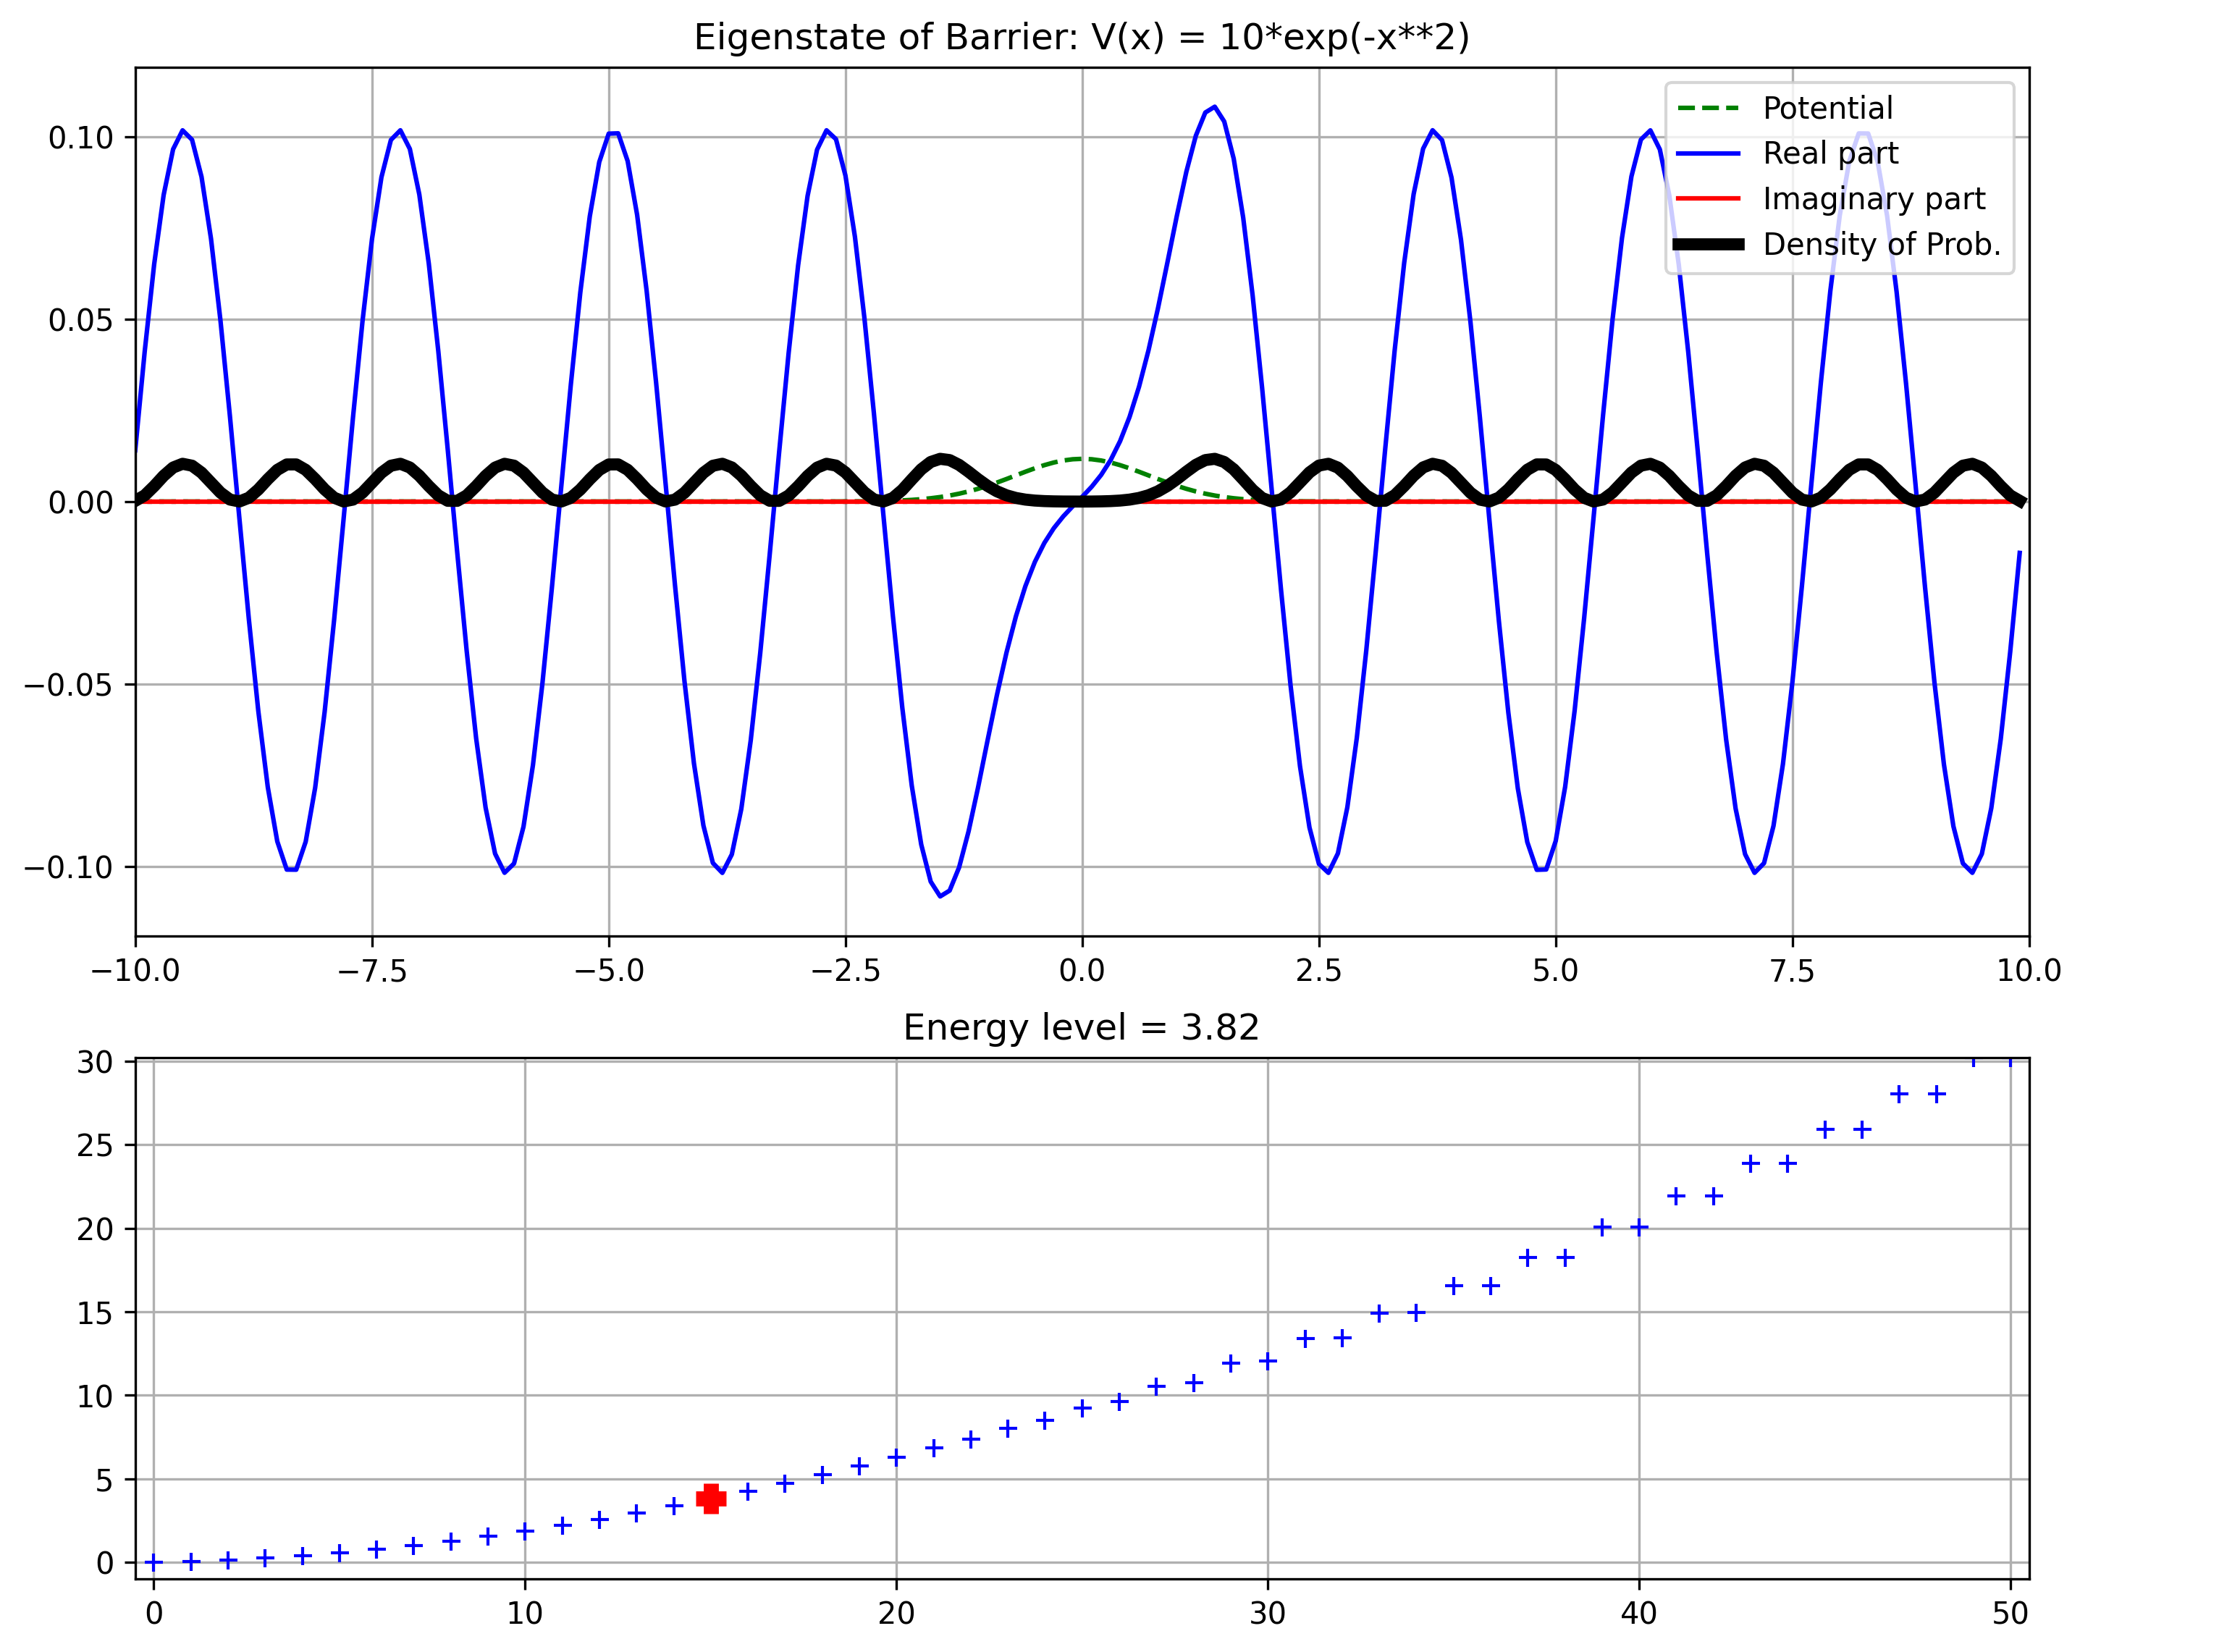 Eigenstate of Barrier: V(x) = 10*exp(-x**2)
Potential
Real part
Imaginary part
Density of Prob.
0.10
0.05
0.00
−0.05
−0.10
−10.0 −7.5 −5.0 −2.5 0.0 2.5 5.0 7.5 10.0
Energy level = 3.82
30
25
20
15
10
5
0
0 10 20 30 40 50